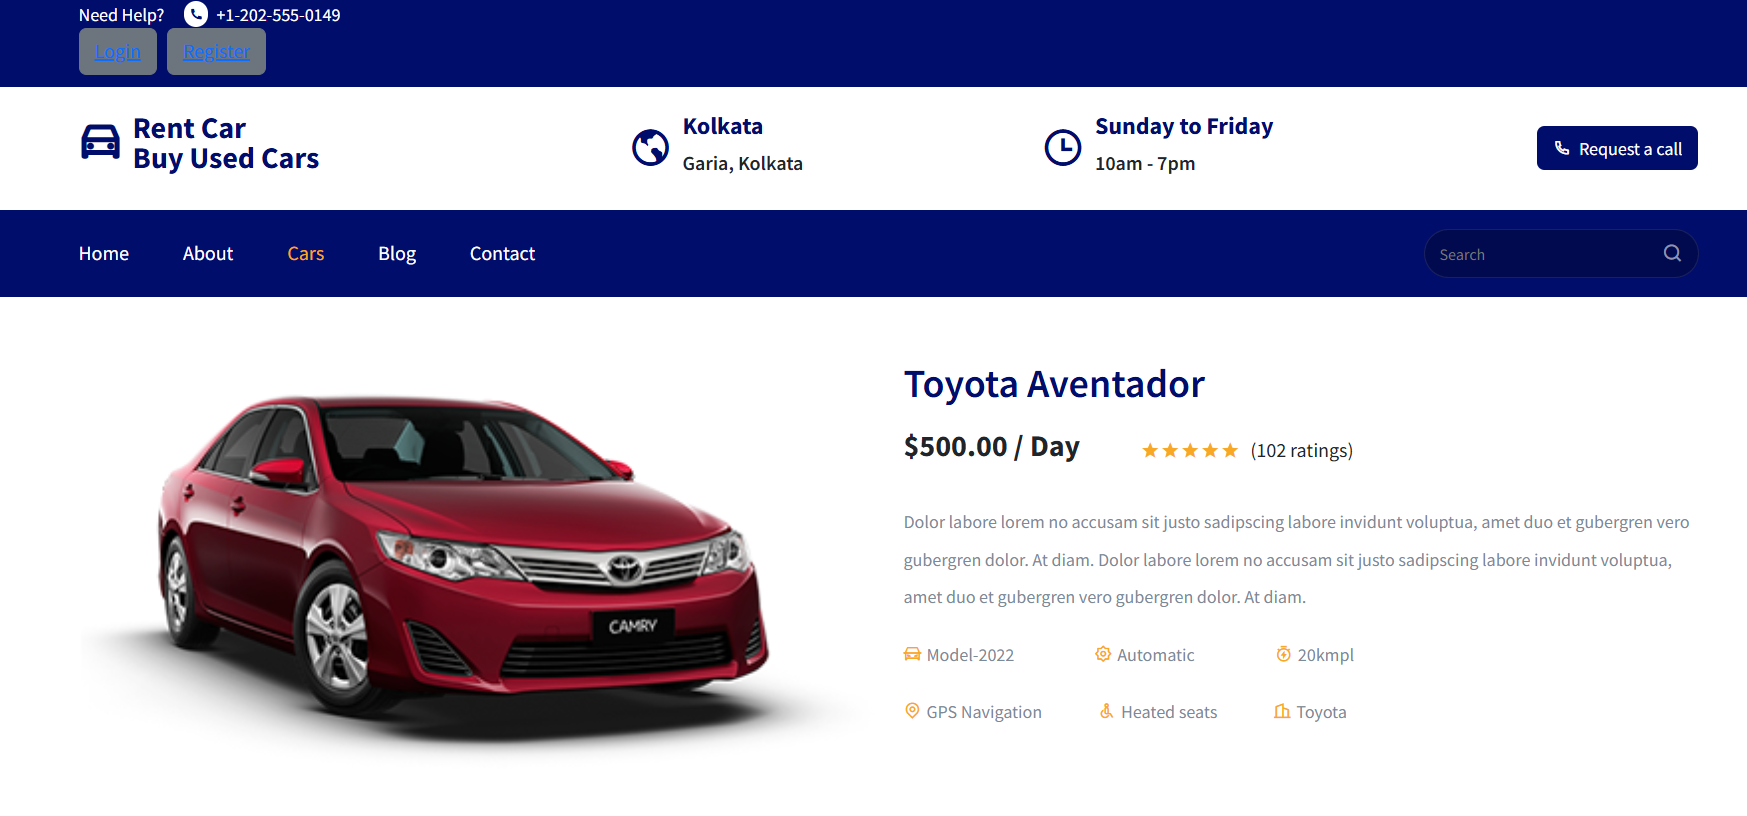 Need Help? +1-202-555-0149
Login Register
Rent Car
Buy Used Cars
Kolkata
Garia, Kolkata
Sunday to Friday
10am - 7pm
Request a call
Home About Cars Blog Contact
Search
Toyota Aventador
$500.00 / Day (102 ratings)
Dolor labore lorem no accusam sit justo sadipscing labore invidunt voluptua, amet duo et gubergren vero
gubergren dolor. At diam. Dolor labore lorem no accusam sit justo sadipscing labore invidunt voluptua,
amet duo et gubergren vero gubergren dolor. At diam.
CAMRY
Model-2022 Automatic 20kmpl
GPS Navigation Heated seats Toyota